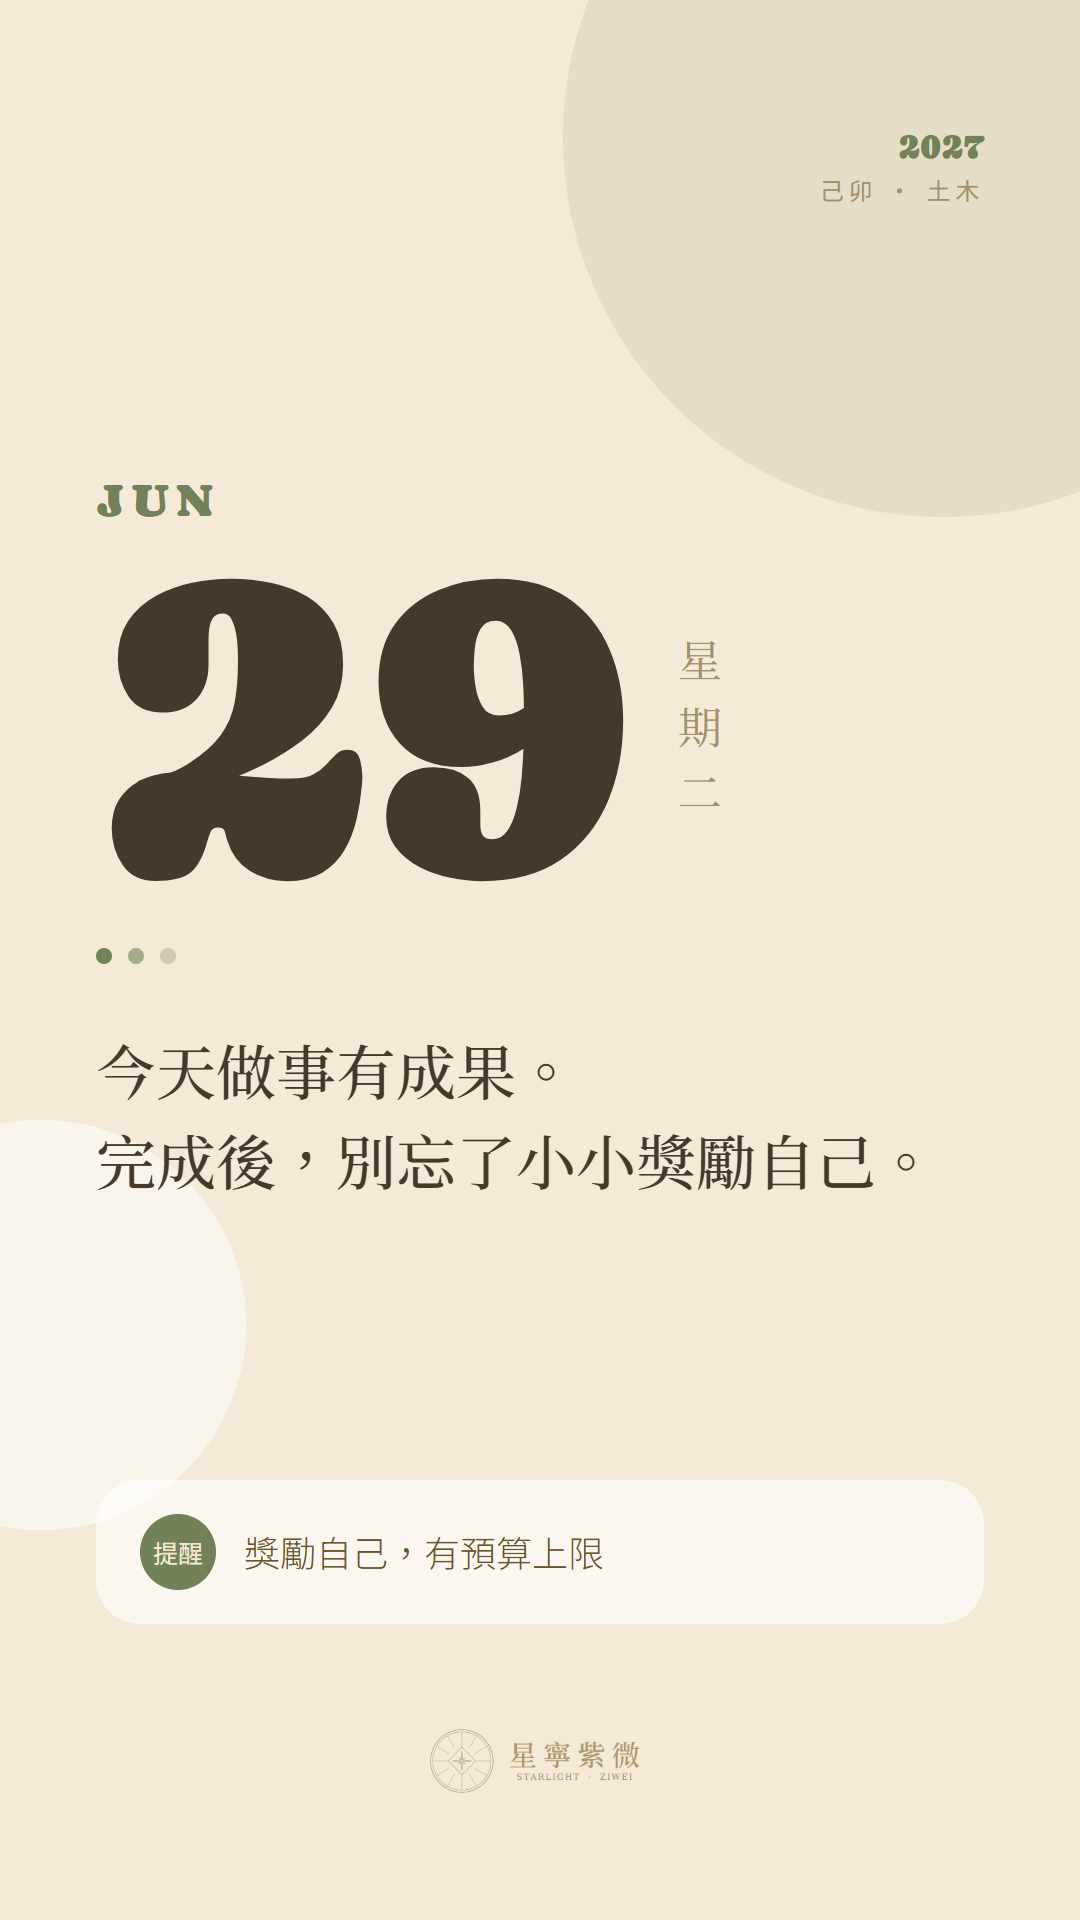 2027
己卯 · 土木
JUN
29
星期二
今天做事有成果。
完成後，別忘了小小獎勵自己。
提醒
獎勵自己，有預算上限
星寧紫微
STARLIGHT · ZIWEI